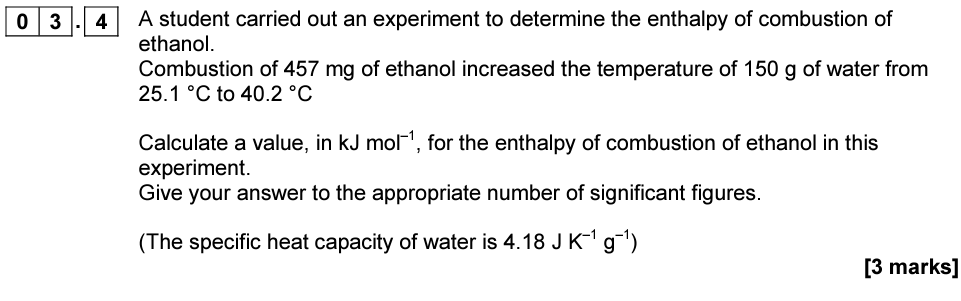 03.4 A student carried out an experiment to determine the enthalpy of combustion of
ethanol.
Combustion of 457 mg of ethanol increased the temperature of 150 g of water from
25.1 °C to 40.2 °C
Calculate a value, in kJ mol⁻¹, for the enthalpy of combustion of ethanol in this
experiment.
Give your answer to the appropriate number of significant figures.
(The specific heat capacity of water is 4.18 J K⁻¹ g⁻¹)
[3 marks]